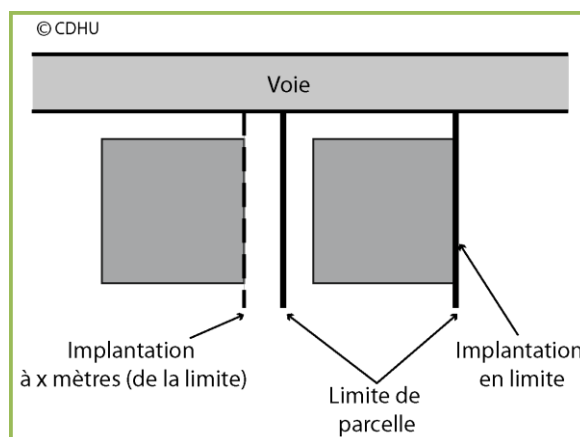 © CDHU
Voie
Implantation
à x mètres (de la limite)
Limite de
parcelle
Implantation
en limite